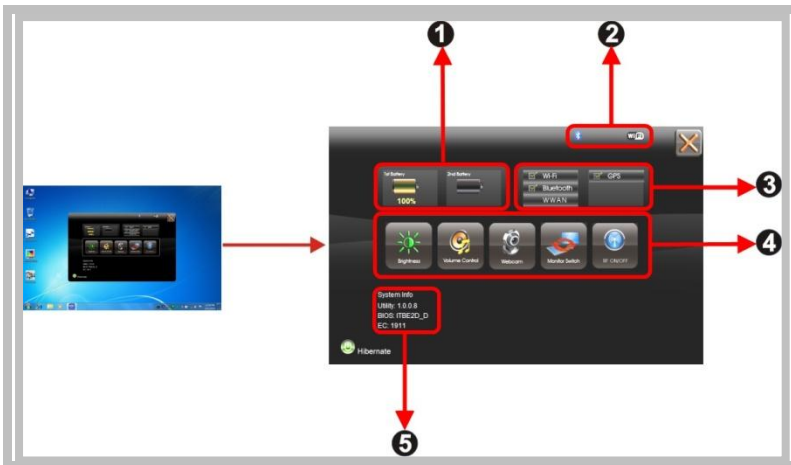 1
2
WiFi
1st Battery
2nd Battery
100%
Wi-Fi
GPS
Bluetooth
WWAN
3
Brightness
Volume Control
Webcam
Monitor Switch
RF ON/OFF
4
System Info
Utility: 1.0.0.8
BIOS: ITBE2D_D
EC: 1911
Hibernate
5